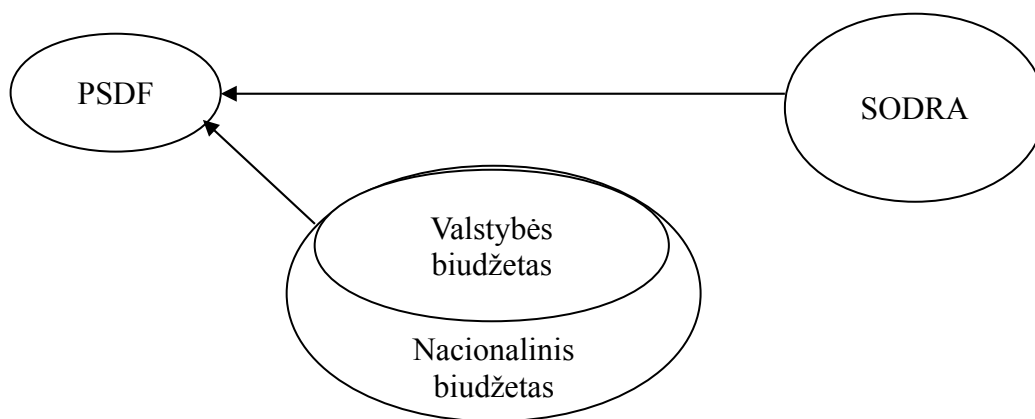 PSDF
SODRA
Valstybės
biudžetas
Nacionalinis
biudžetas